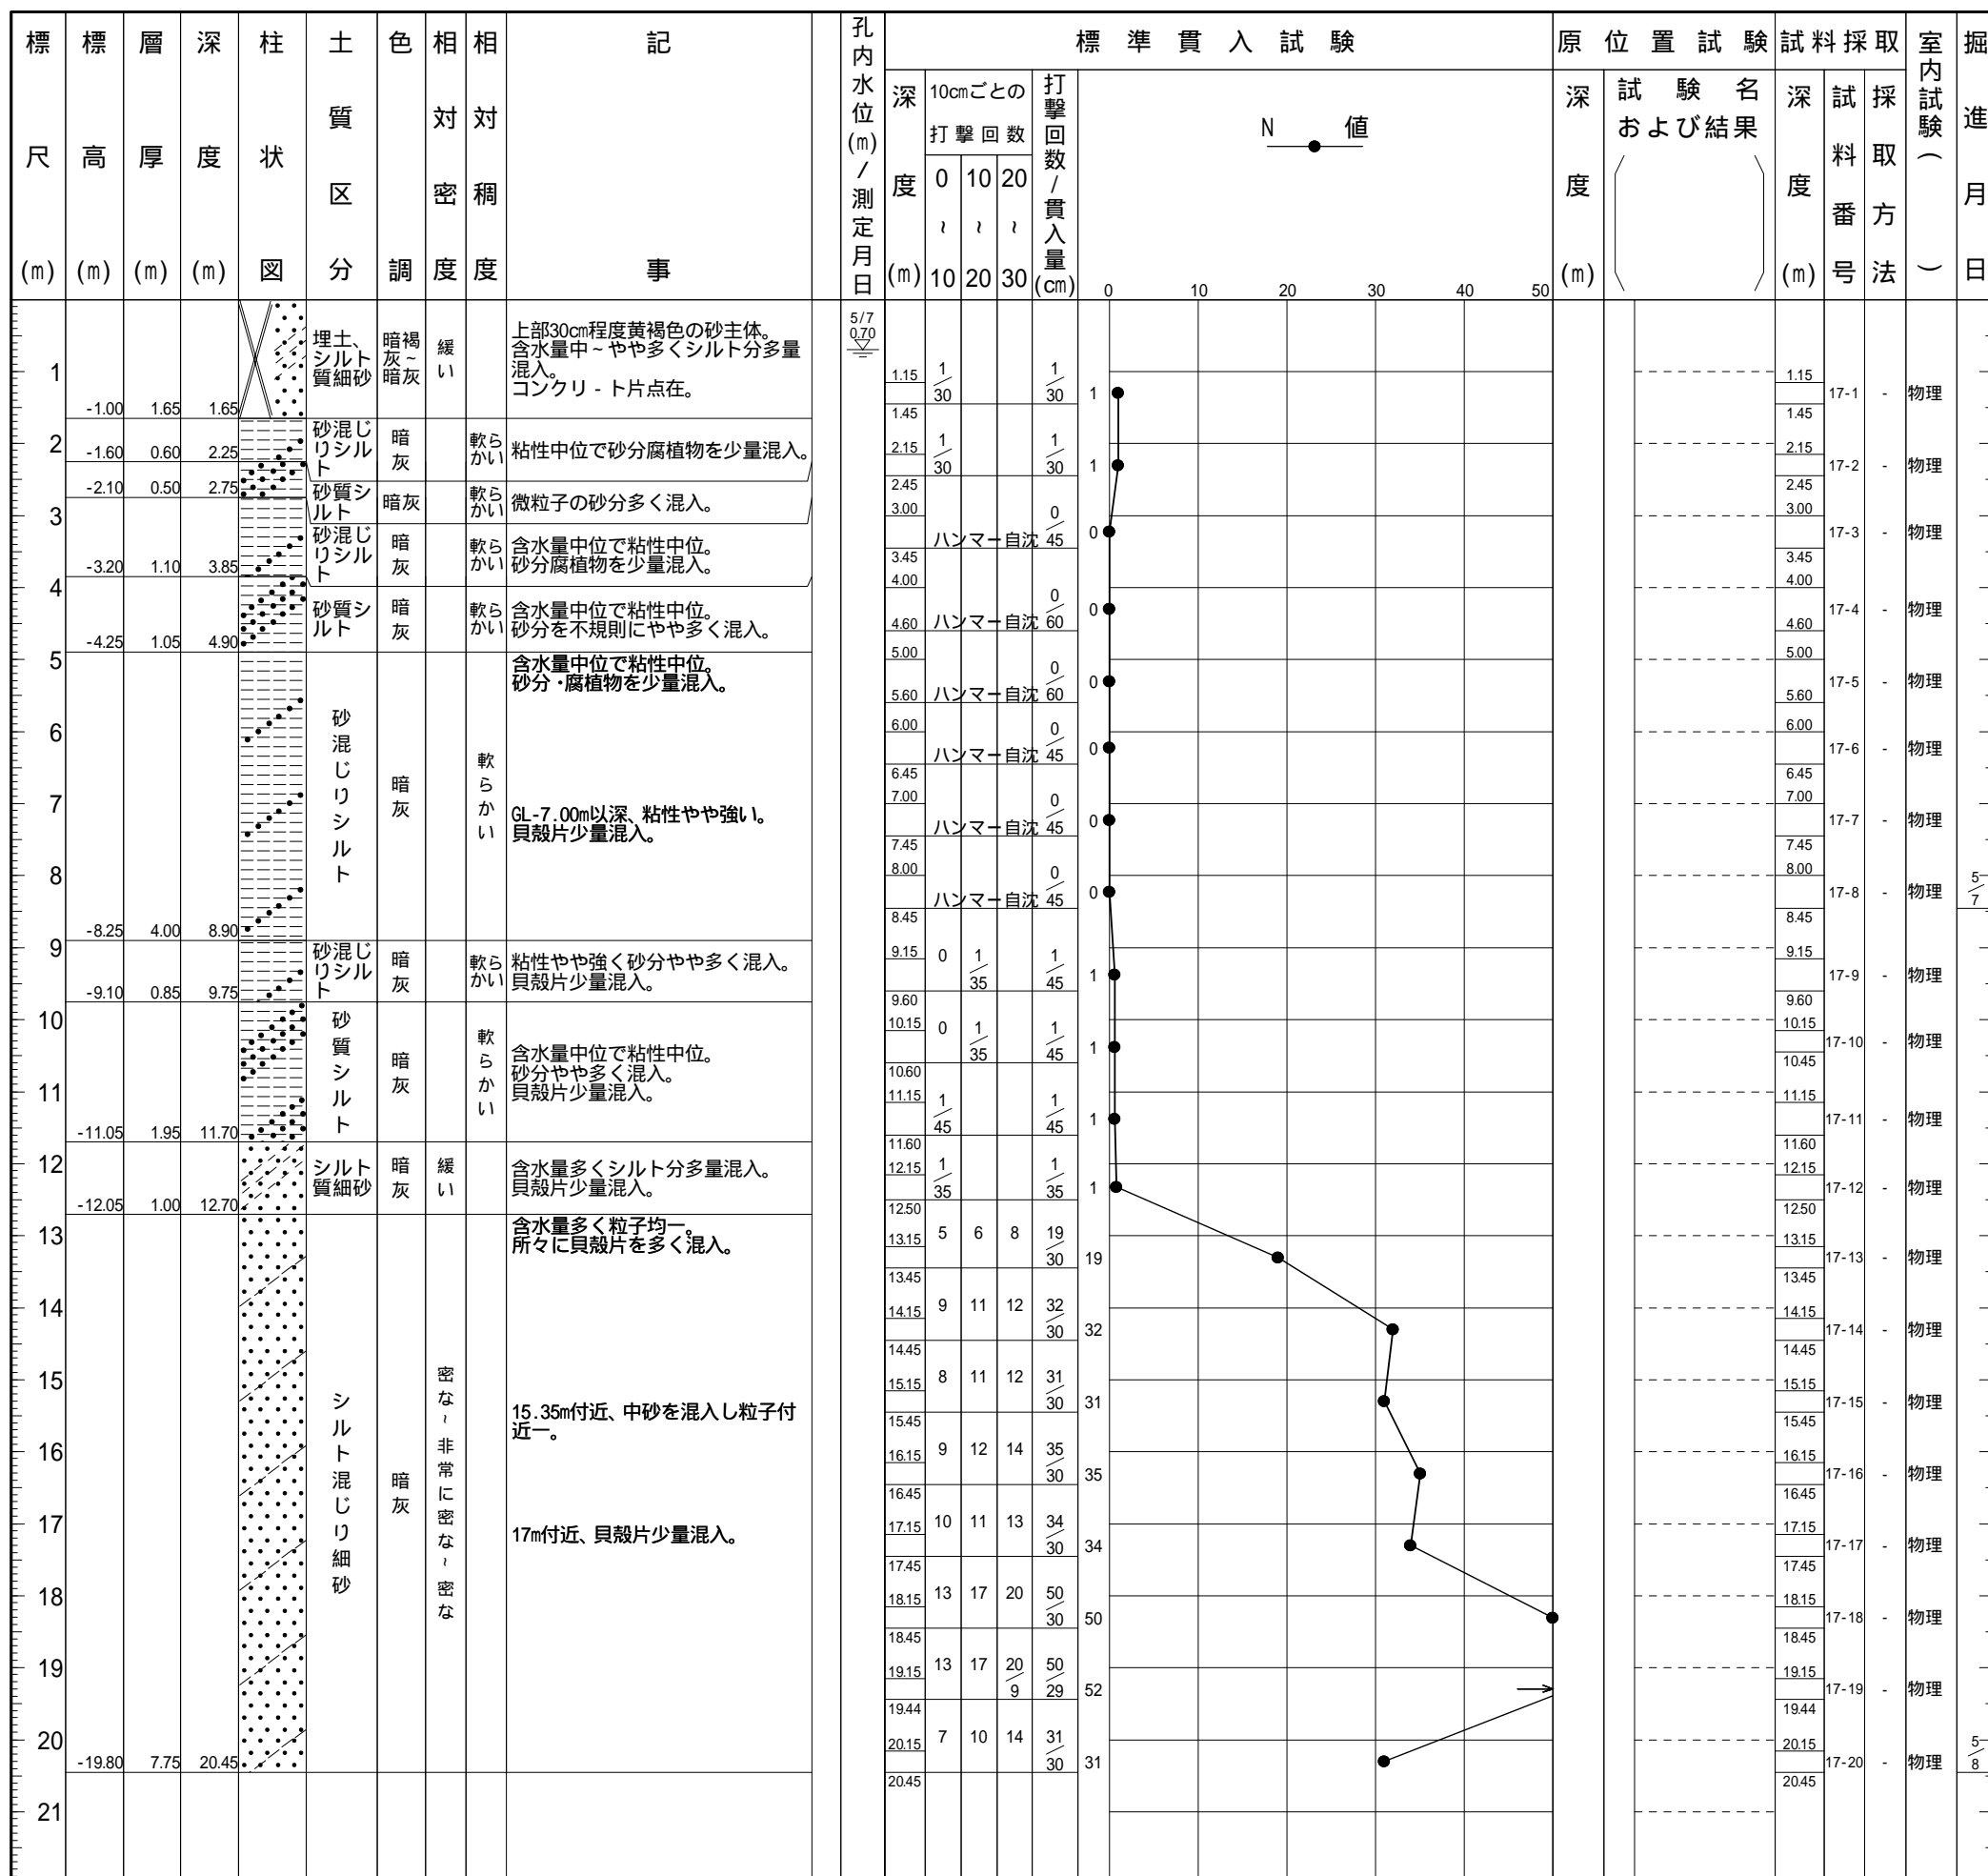 標尺(m) 標高(m) 層厚(m) 深度(m) 柱状図 土質区分 色調 相対密度 相対稠度 記事 孔内水位(m)/測定月日 標準貫入試験 原位置試験 試料採取 室内試験( ) 掘進月日
深度(m) 10cmごとの打撃回数 打撃回数/貫入量(cm) N 値 深度(m) 試験名および結果 深度(m) 試料番号 採取方法
0~10 10~20 20~30
0 10 20 30 40 50
5/7
0.70
上部30cm程度黄褐色の砂主体。
含水量中~やや多くシルト分多量
混入。
コンクリ-ト片点在。
埋土、
シルト
質細砂
暗褐
灰~
暗灰
緩い
1
-1.00 1.65 1.65
1.15 1/30 1/30 1 1.15 17-1 - 物理
1.45 1.45
砂混じ
りシル
ト
暗灰
軟ら
かい
粘性中位で砂分腐植物を少量混入。
2
-1.60 0.60 2.25
2.15 1/30 1/30 1 2.15 17-2 - 物理
2.45 2.45
砂質シ
ルト
暗灰
軟ら
かい
微粒子の砂分多く混入。
-2.10 0.50 2.75
3
3.00 ハンマー自沈 0/45 0 3.00 17-3 - 物理
3.45 3.45
砂混じ
りシル
ト
暗灰
軟ら
かい
含水量中位で粘性中位。
砂分腐植物を少量混入。
-3.20 1.10 3.85
4
4.00 ハンマー自沈 0/60 0 4.00 17-4 - 物理
4.60 4.60
砂質シ
ルト
暗灰
軟ら
かい
含水量中位で粘性中位。
砂分を不規則にやや多く混入。
-4.25 1.05 4.90
5
5.00 ハンマー自沈 0/60 0 5.00 17-5 - 物理
5.60 5.60
含水量中位で粘性中位。
砂分・腐植物を少量混入。
砂混じりシルト
暗灰
軟らかい
6
6.00 ハンマー自沈 0/45 0 6.00 17-6 - 物理
6.45 6.45
7
7.00 ハンマー自沈 0/45 0 7.00 17-7 - 物理
7.45 7.45
GL-7.00m以深、粘性やや強い。
貝殻片少量混入。
8
8.00 ハンマー自沈 0/45 0 8.00 17-8 - 物理 5/7
8.45 8.45
-8.25 4.00 8.90
9
砂混じ
りシル
ト
暗灰
軟ら
かい
粘性やや強く砂分やや多く混入。
貝殻片少量混入。
9.15 0 1/35 1/45 1 9.15 17-9 - 物理
9.60 9.60
-9.10 0.85 9.75
10
砂質シルト
暗灰
軟らかい
含水量中位で粘性中位。
砂分やや多く混入。
貝殻片少量混入。
10.15 0 1/35 1/45 1 10.15 17-10 - 物理
10.60 10.45
11
11.15 1/45 1/45 1 11.15 17-11 - 物理
11.60 11.60
-11.05 1.95 11.70
12
シルト
質細砂
暗灰
緩い
含水量多くシルト分多量混入。
貝殻片少量混入。
12.15 1/35 1/35 1 12.15 17-12 - 物理
12.50 12.50
-12.05 1.00 12.70
含水量多く粒子均一。
所々に貝殻片を多く混入。
13
13.15 5 6 8 19/30 19 13.15 17-13 - 物理
13.45 13.45
14
14.15 9 11 12 32/30 32 14.15 17-14 - 物理
14.45 14.45
15
15.15 8 11 12 31/30 31 15.15 17-15 - 物理
15.45 15.45
シルト混じり細砂
暗灰
密な~非常に密な~密な
15.35m付近、中砂を混入し粒子付
近一。
16
16.15 9 12 14 35/30 35 16.15 17-16 - 物理
16.45 16.45
17
17.15 10 11 13 34/30 34 17.15 17-17 - 物理
17.45 17.45
17m付近、貝殻片少量混入。
18
18.15 13 17 20 50/30 50 18.15 17-18 - 物理
18.45 18.45
19
19.15 13 17 20/9 50/29 52 19.15 17-19 - 物理
19.44 19.44
20
20.15 7 10 14 31/30 31 20.15 17-20 - 物理 5/8
20.45 20.45
-19.80 7.75 20.45
21